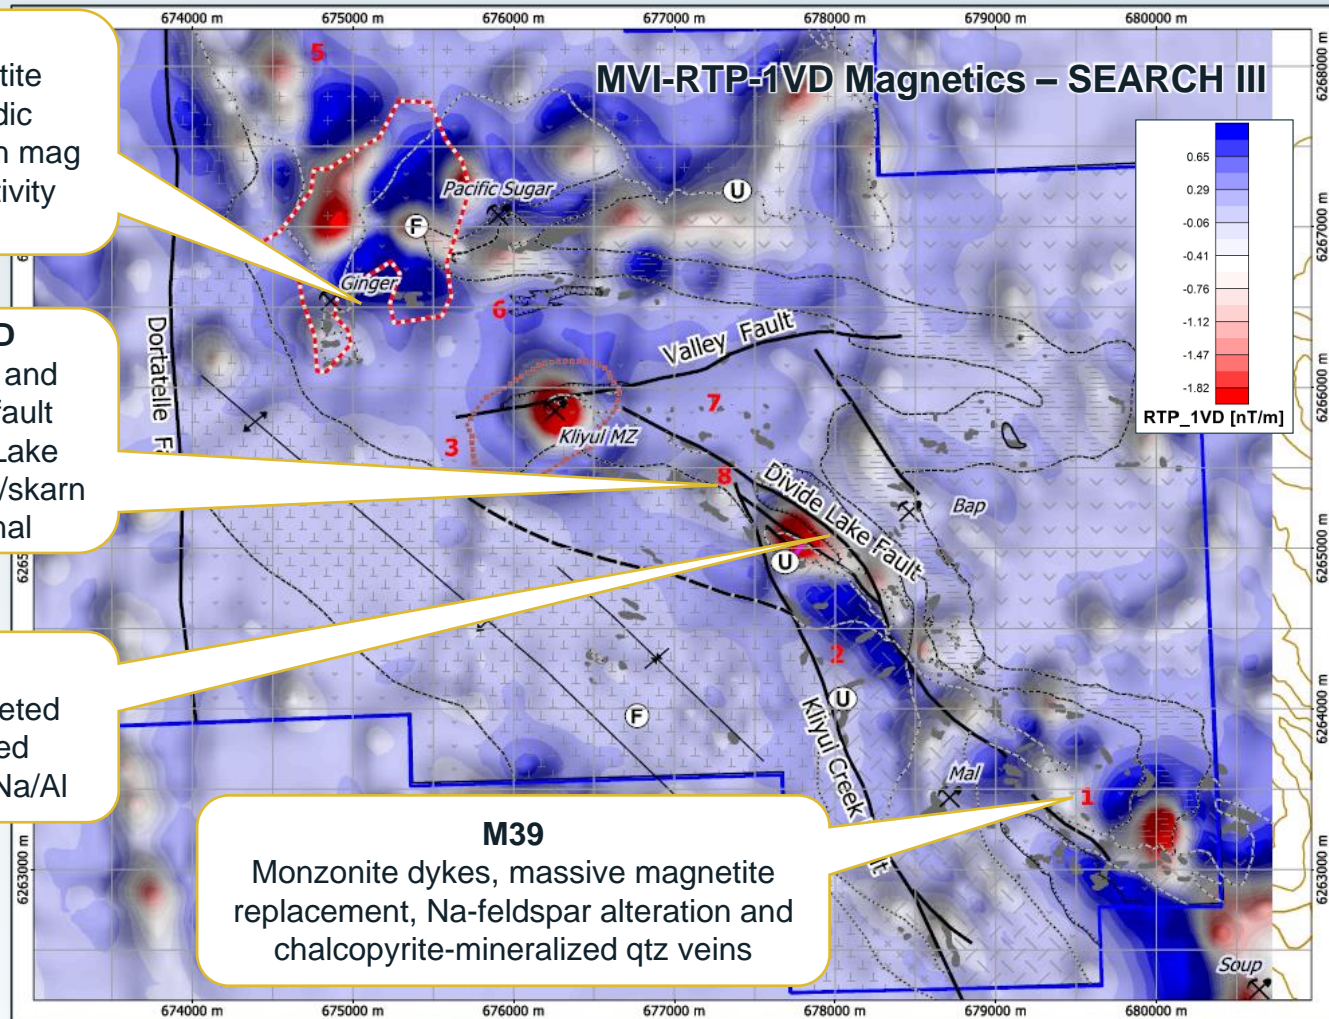 674000 m 675000 m 676000 m 677000 m 678000 m 679000 m 680000 m
MVI-RTP-1VD Magnetics – SEARCH III
6268000 m
5
tite
dic
n mag
tivity
0.65
0.29
-0.06
-0.41
-0.76
-1.12
-1.47
-1.82
RTP_1VD [nT/m]
Pacific Sugar
U
F
6267000 m
Ginger
6
Valley Fault
Dortatelle Fa
D
and
fault
Lake
/skarn
nal
6266000 m
7
3
Kliyul MZ
8
Divide Lake Fault
Bap
6265000 m
U
2
U
F
6264000 m
Kliyul Creek
eted
ed
Na/Al
Mal
1
M39
Monzonite dykes, massive magnetite
replacement, Na-feldspar alteration and
chalcopyrite-mineralized qtz veins
6263000 m
6263000 m
Soup
674000 m 675000 m 676000 m 677000 m 678000 m 679000 m 680000 m